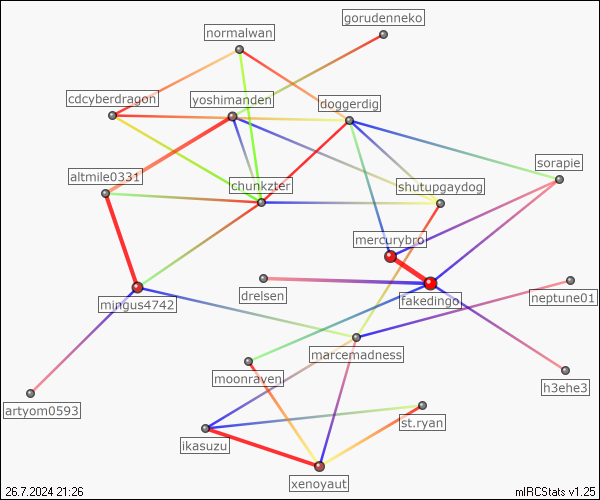 gorudenneko
normalwan
cdcyberdragon
yoshimanden
doggerdig
sorapie
altmile0331
chunkzter
shutupgaydog
mercurybro
drelsen
fakedingo
neptune01
mingus4742
marcemadness
moonraven
h3ehe3
artyom0593
st.ryan
ikasuzu
xenoyaut
26.7.2024 21:26
mIRCStats v1.25